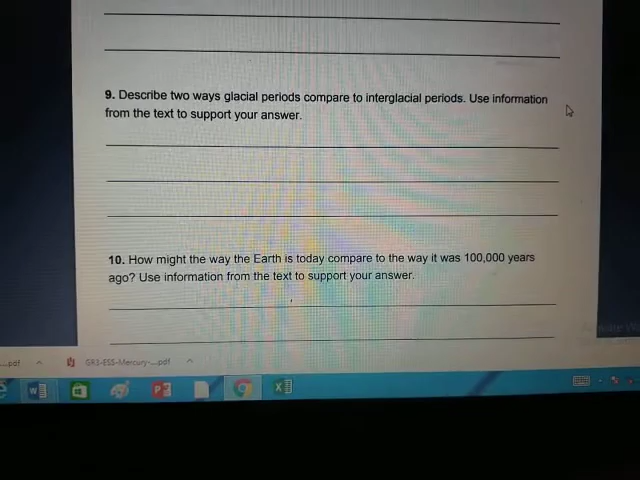 9. Describe two ways glacial periods compare to interglacial periods. Use information
from the text to support your answer.
10. How might the way the Earth is today compare to the way it was 100,000 years
ago? Use information from the text to support your answer.
....pdf
GR3-ESS-Mercury-....pdf